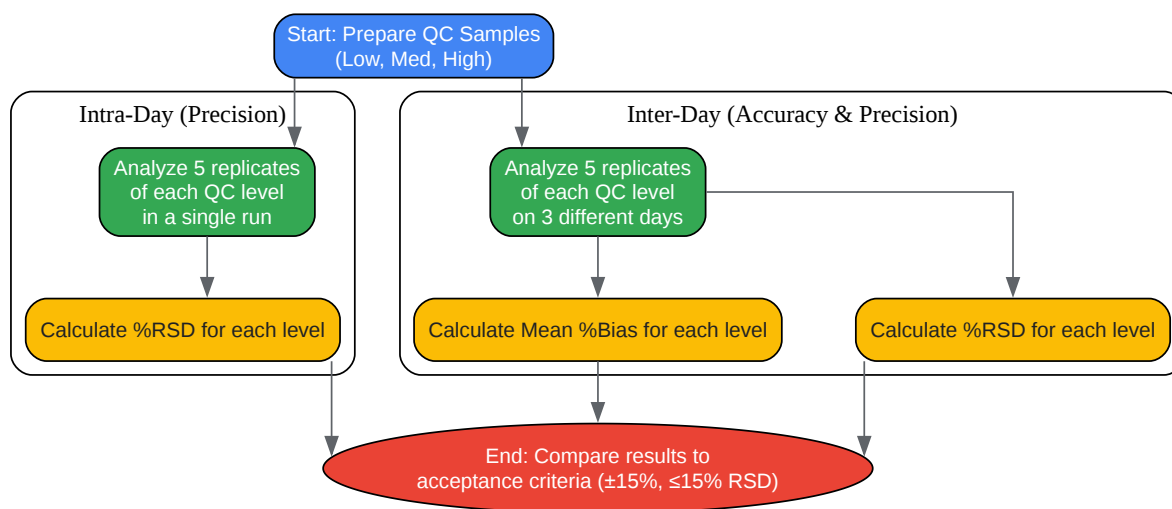 Start: Prepare QC Samples
(Low, Med, High)
Intra-Day (Precision)
Analyze 5 replicates
of each QC level
in a single run
Calculate %RSD for each level
Inter-Day (Accuracy & Precision)
Analyze 5 replicates
of each QC level
on 3 different days
Calculate Mean %Bias for each level
Calculate %RSD for each level
End: Compare results to
acceptance criteria (±15%, ≤15% RSD)